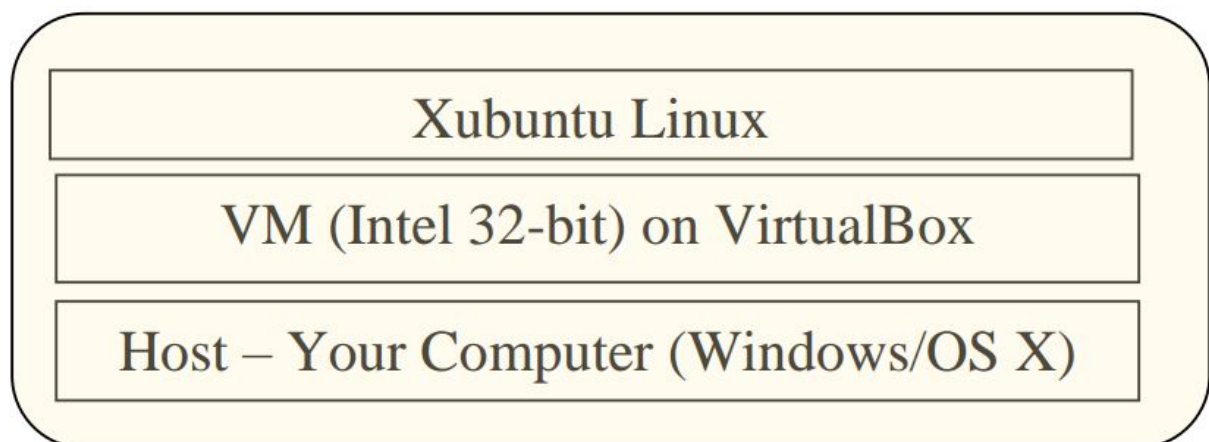 Xubuntu Linux
VM (Intel 32-bit) on VirtualBox
Host – Your Computer (Windows/OS X)